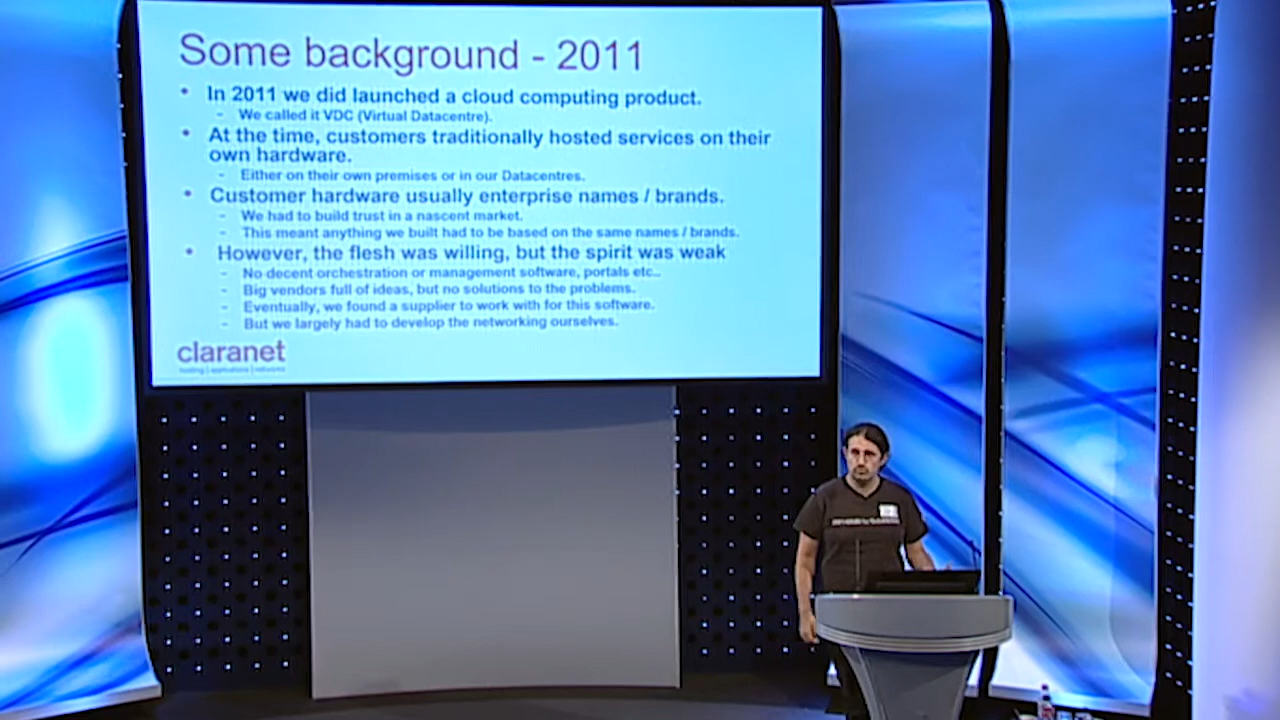 Some background - 2011
• In 2011 we did launched a cloud computing product.
- We called it VDC (Virtual Datacentre).
• At the time, customers traditionally hosted services on their
own hardware.
- Either on their own premises or in our Datacentres.
• Customer hardware usually enterprise names / brands.
- We had to build trust in a nascent market.
- This meant anything we built had to be based on the same names / brands.
• However, the flesh was willing, but the spirit was weak
- No decent orchestration or management software, portals etc..
- Big vendors full of ideas, but no solutions to the problems.
- Eventually, we found a supplier to work with for this software.
- But we largely had to develop the networking ourselves.
claranet
hosting | applications | networks